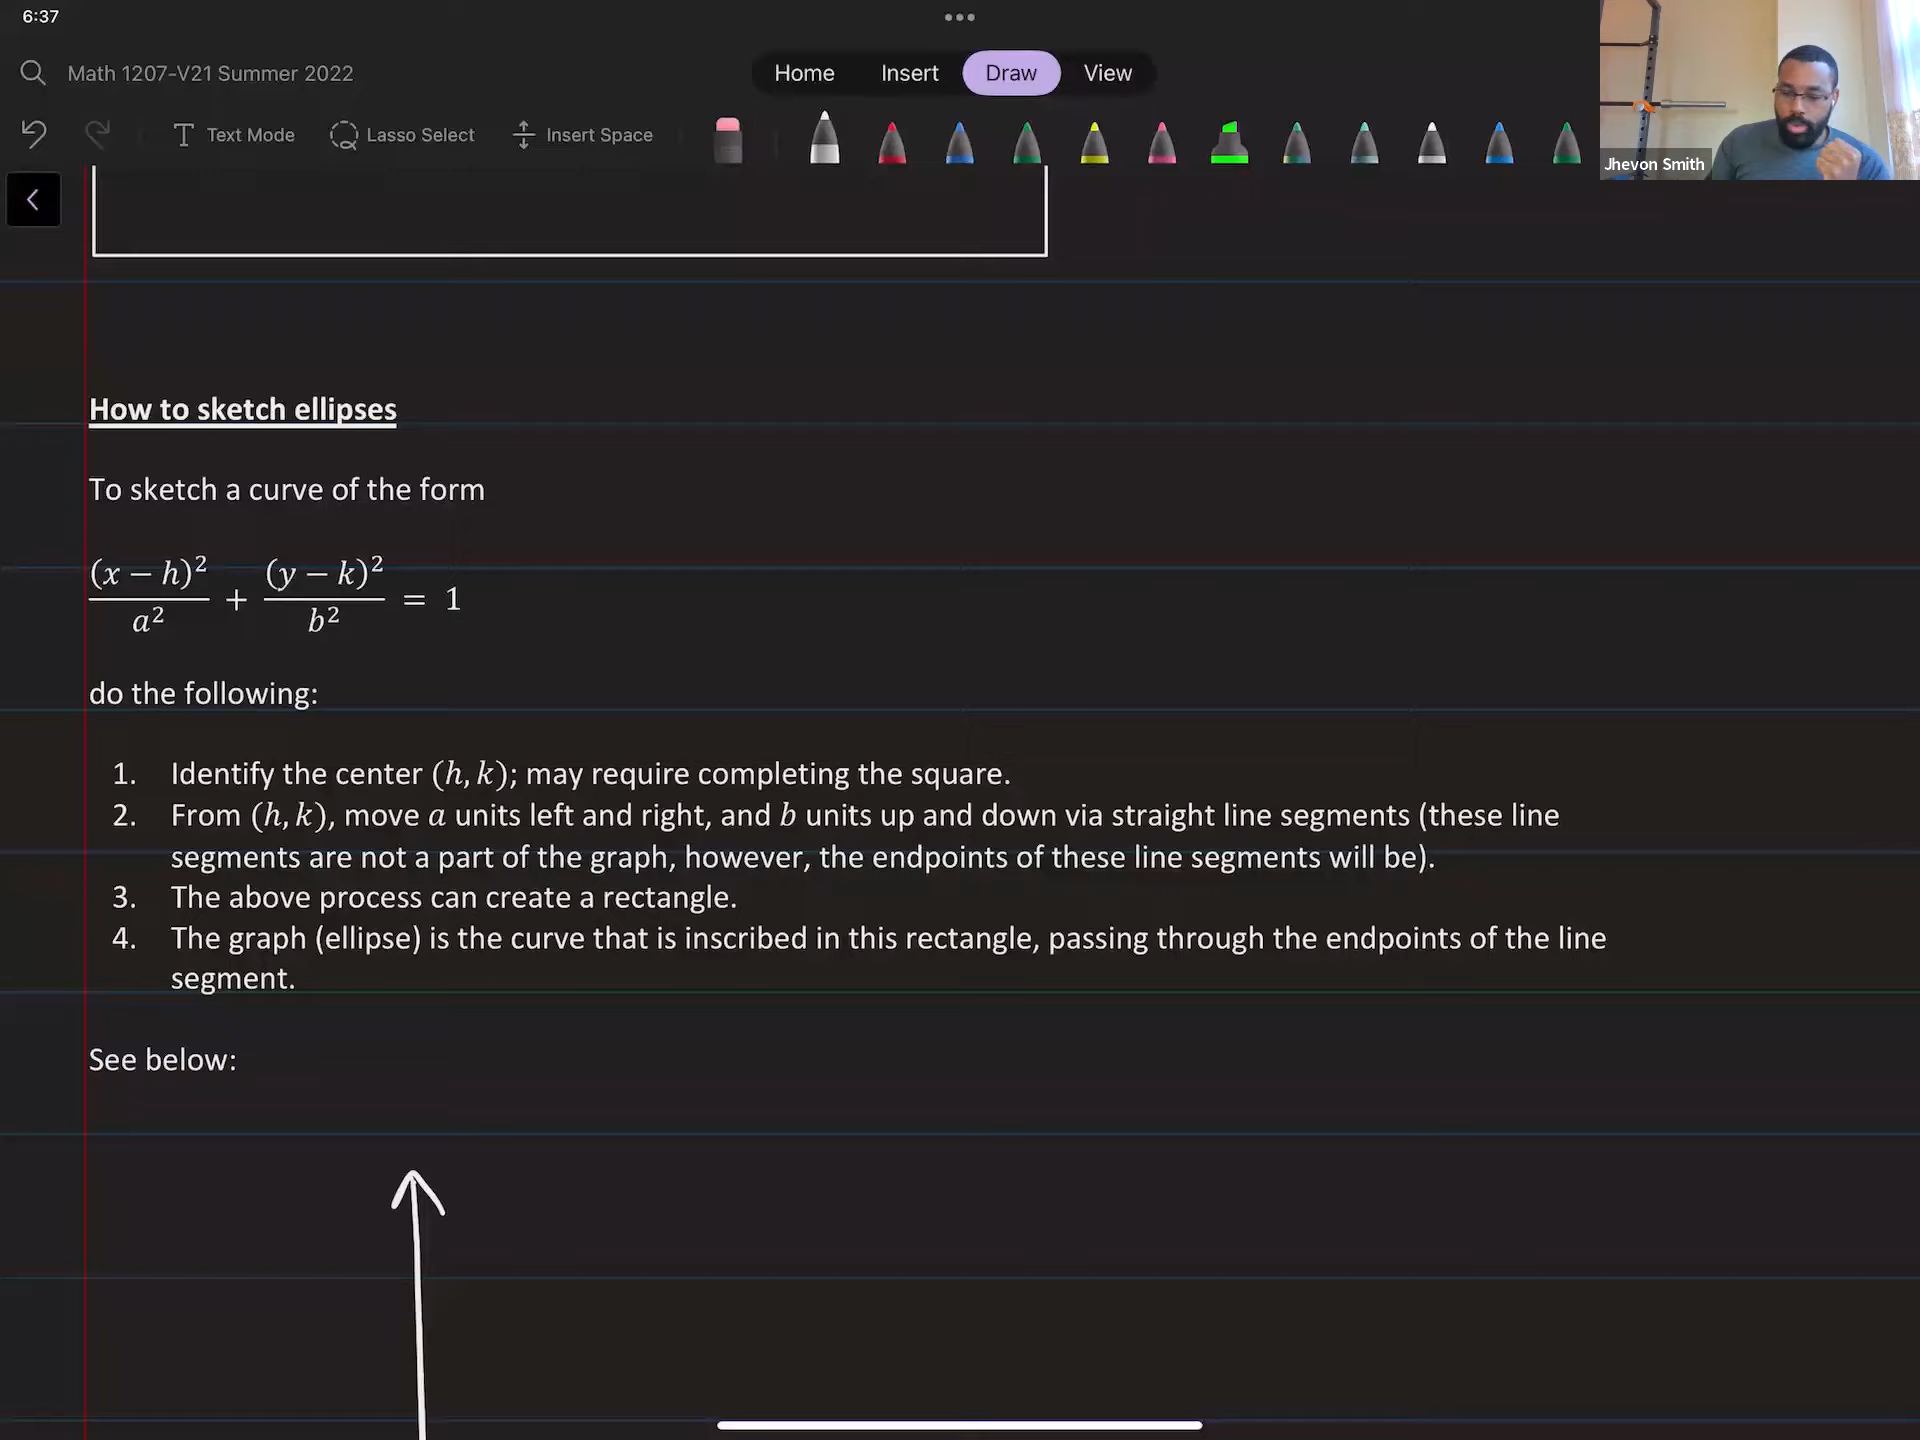 6:37
Math 1207-V21 Summer 2022
Home Insert Draw View
Text Mode Lasso Select Insert Space
Jhevon Smith
How to sketch ellipses
To sketch a curve of the form
(x − h)²/a² + (y − k)²/b² = 1
do the following:
1. Identify the center (h, k); may require completing the square.
2. From (h, k), move a units left and right, and b units up and down via straight line segments (these line
segments are not a part of the graph, however, the endpoints of these line segments will be).
3. The above process can create a rectangle.
4. The graph (ellipse) is the curve that is inscribed in this rectangle, passing through the endpoints of the line
segment.
See below: